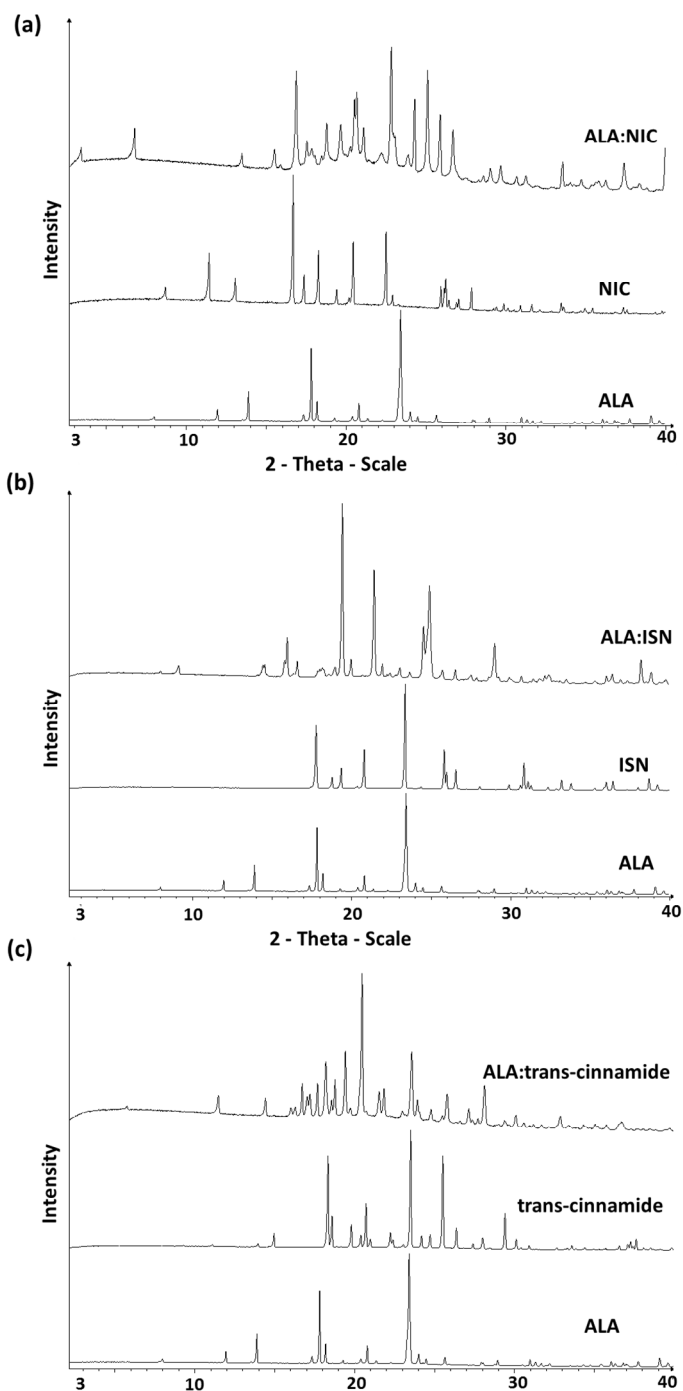 (a)
ALA:NIC
NIC
ALA
Intensity
3 10 20 30 40
2 - Theta - Scale
(b)
ALA:ISN
ISN
ALA
Intensity
3 10 20 30 40
2 - Theta - Scale
(c)
ALA:trans-cinnamide
trans-cinnamide
ALA
Intensity
3 10 20 30 40